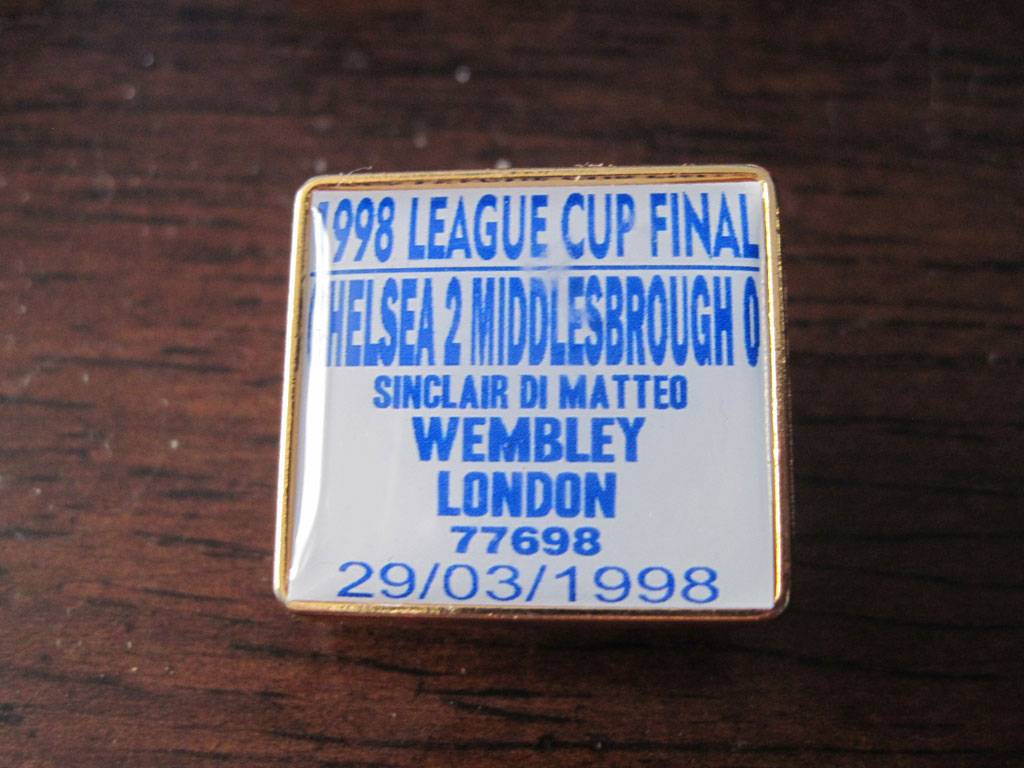 1998 LEAGUE CUP FINAL
CHELSEA 2 MIDDLESBROUGH 0
SINCLAIR DI MATTEO
WEMBLEY
LONDON
77698
29/03/1998